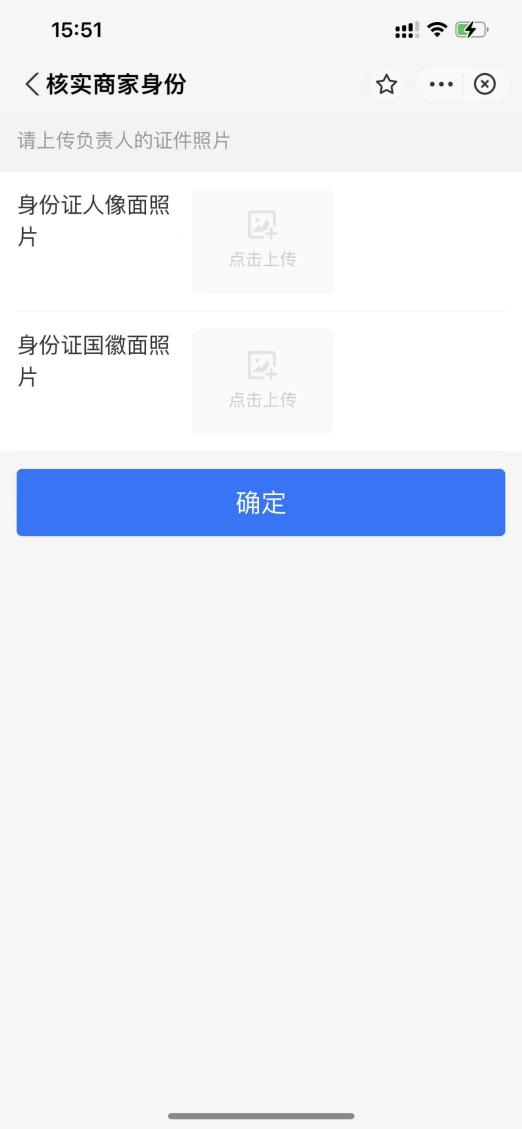 15:51
核实商家身份
请上传负责人的证件照片
身份证人像面照
片
点击上传
身份证国徽面照
片
点击上传
确定